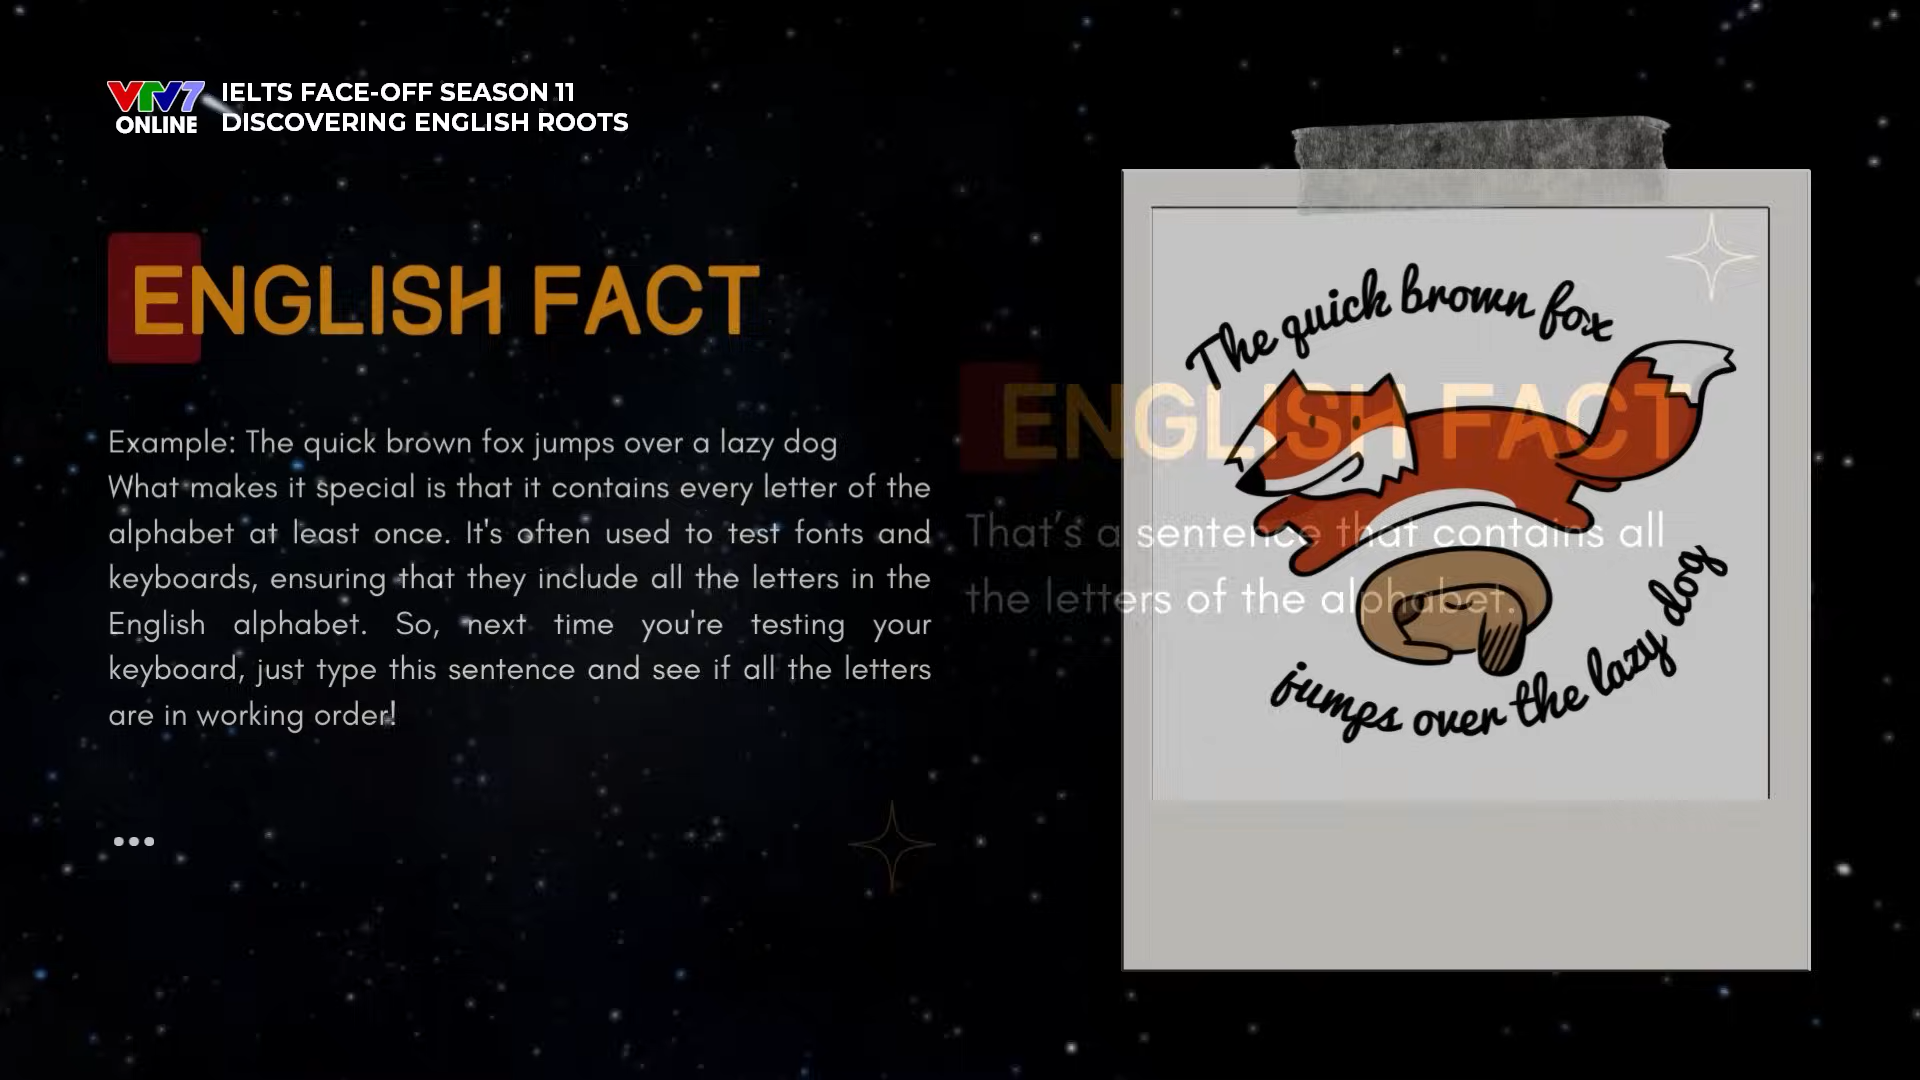 VTV7
ONLINE
IELTS FACE-OFF SEASON 11
DISCOVERING ENGLISH ROOTS
ENGLISH FACT
Example: The quick brown fox jumps over a lazy dog
What makes it special is that it contains every letter of the
alphabet at least once. It's often used to test fonts and
keyboards, ensuring that they include all the letters in the
English alphabet. So, next time you're testing your
keyboard, just type this sentence and see if all the letters
are in working order!
ENGLISH FACT
That's a sentence that contains all
the letters of the alphabet.
The quick brown fox
jumps over the lazy dog